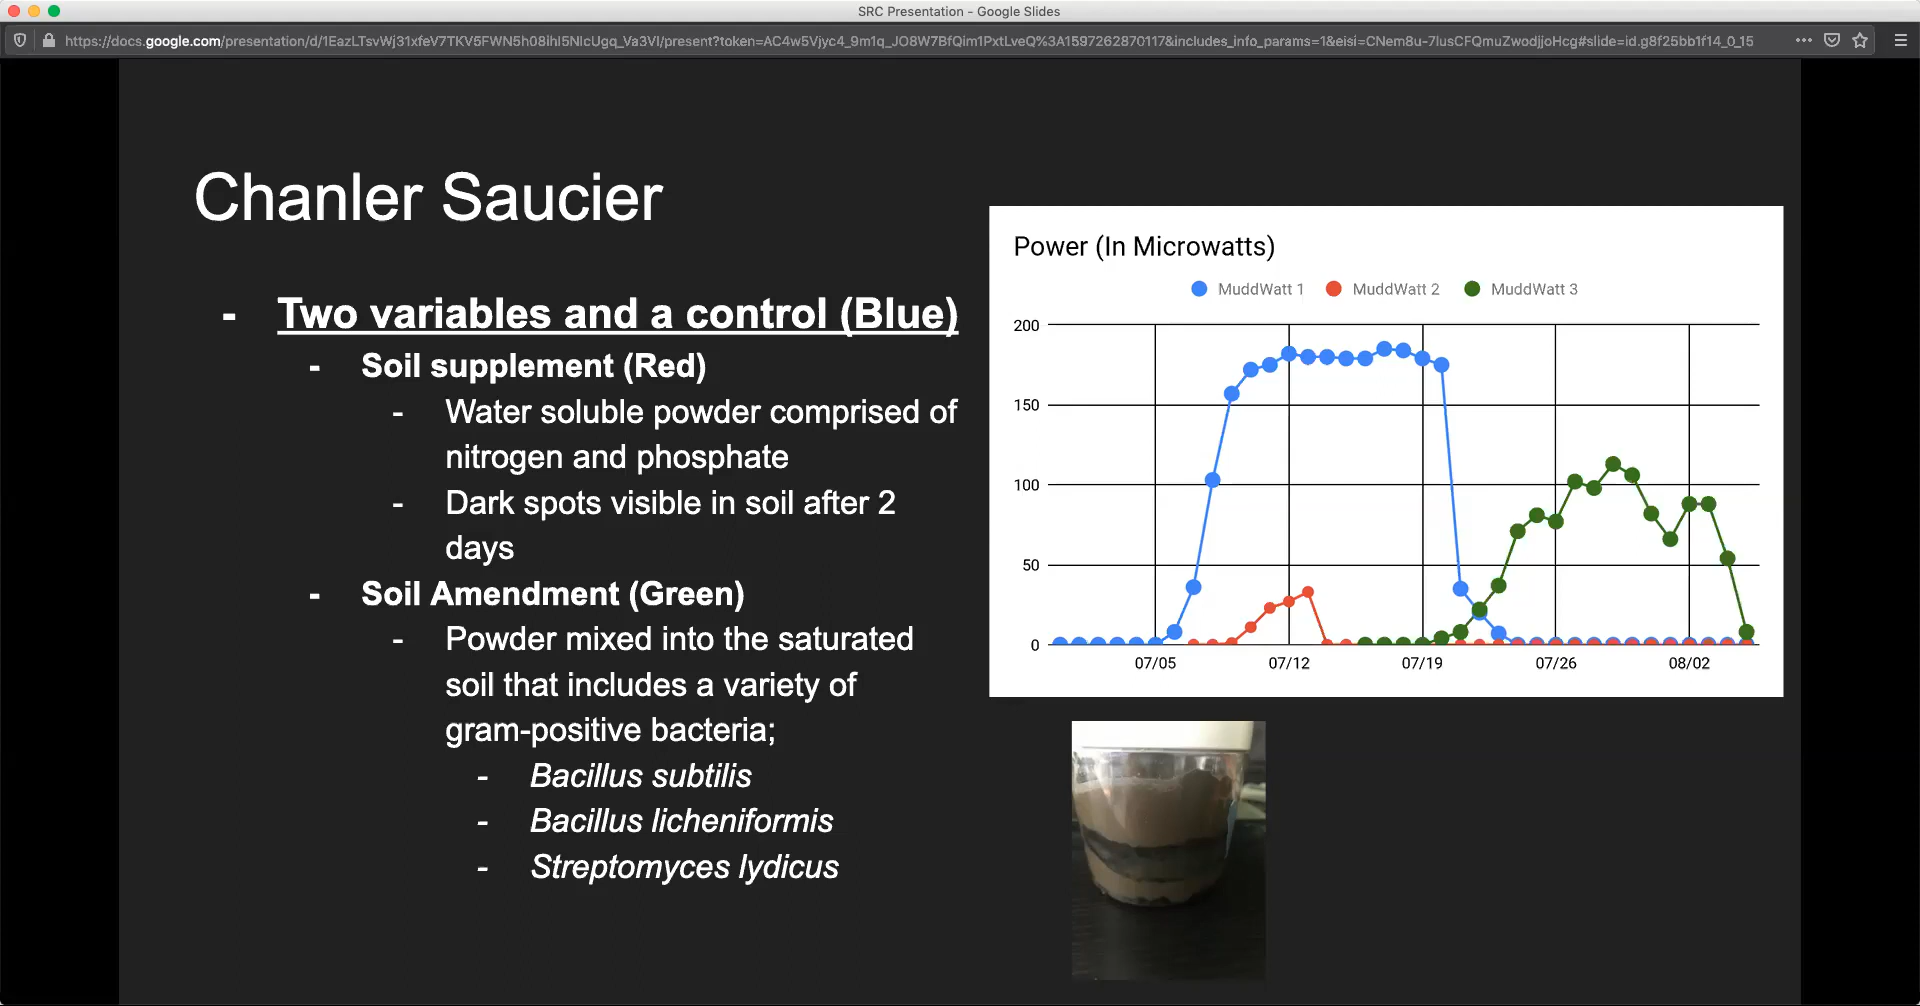 SRC Presentation - Google Slides
https://docs.google.com/presentation/d/1EazLTsvWj31xfeV7TKV5FWN5h08ihI5NIcUgq_Va3VI/present?token=AC4w5Vjyc4_9m1q_JO8W7BfQim1PxtLveQ%3A1597262870117&includes_info_params=1&eisi=CNem8u-7lusCFQmuZwodjjoHcg#slide=id.g8f25bb1f14_0_15
Chanler Saucier
- Two variables and a control (Blue)
- Soil supplement (Red)
- Water soluble powder comprised of
nitrogen and phosphate
- Dark spots visible in soil after 2
days
- Soil Amendment (Green)
- Powder mixed into the saturated
soil that includes a variety of
gram-positive bacteria;
- Bacillus subtilis
- Bacillus licheniformis
- Streptomyces lydicus
Power (In Microwatts)
MuddWatt 1 MuddWatt 2 MuddWatt 3
200
150
100
50
0
07/05 07/12 07/19 07/26 08/02